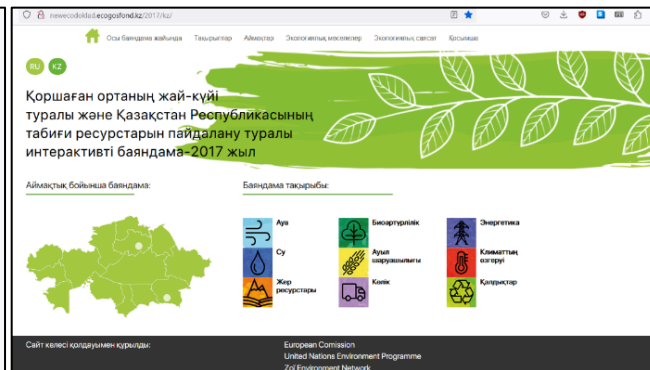 newecodoklad.ecogosfond.kz/2017/kz/
Осы баяндама жайында Тақырыптар Аймақтар Экологиялық мәселелер Экологиялық саясат Қосымша
RU KZ
Қоршаған ортаның жай-күйі
туралы және Қазақстан Республикасының
табиғи ресурстарын пайдалану туралы
интерактивті баяндама-2017 жыл
Аймақтық бойынша баяндама:
Баяндама тақырыбы:
Ауа
Биоартүрлілік
Энергетика
Су
Ауыл
шаруашылығы
Климаттың
өзгеруі
Жер
ресурстары
Көлік
Қалдықтар
Сайт келесі қолдауымен құрылды:
European Comission
United Nations Environment Programme
Zoï Environment Network